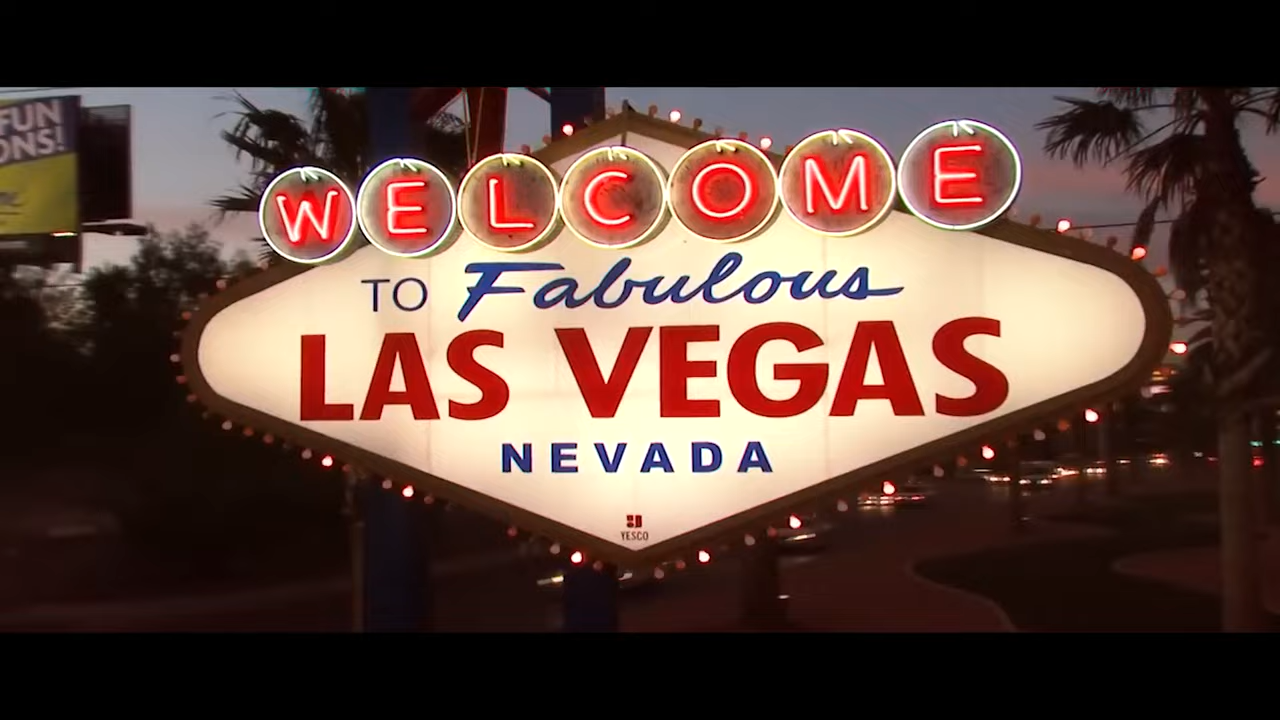 FUN
ONS!
WELCOME
TO Fabulous
LAS VEGAS
NEVADA
YESCO